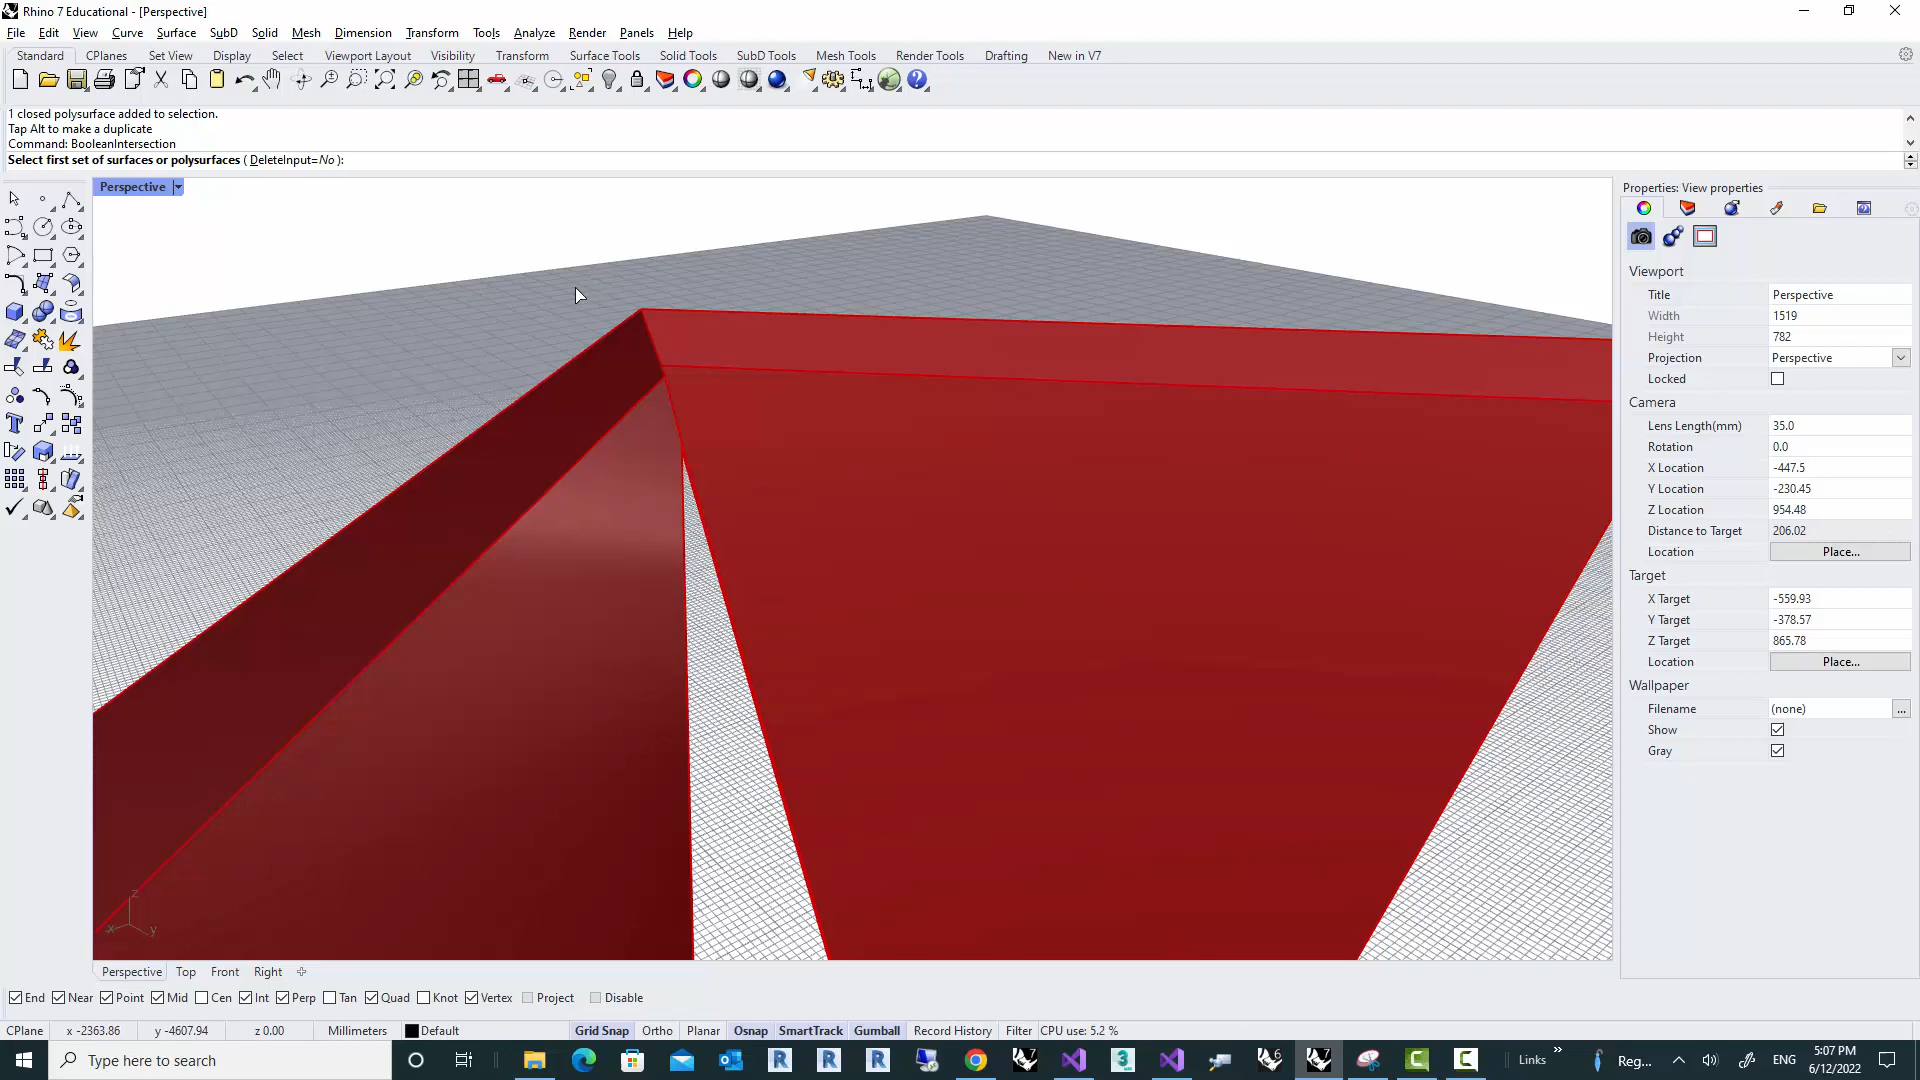 Rhino 7 Educational - [Perspective]
File Edit View Curve Surface SubD Solid Mesh Dimension Transform Tools Analyze Render Panels Help
Standard CPlanes Set View Display Select Viewport Layout Visibility Transform Surface Tools Solid Tools SubD Tools Mesh Tools Render Tools Drafting New in V7
1 closed polysurface added to selection.
Tap Alt to make a duplicate
Command: BooleanIntersection
Select first set of surfaces or polysurfaces ( DeleteInput=No ):
Perspective
Properties: View properties
Viewport
Title Perspective
Width 1519
Height 782
Projection Perspective
Locked
Camera
Lens Length(mm) 35.0
Rotation 0.0
X Location -447.5
Y Location -230.45
Z Location 954.48
Distance to Target 206.02
Location Place...
Target
X Target -559.93
Y Target -378.57
Z Target 865.78
Location Place...
Wallpaper
Filename (none) ...
Show
Gray
z
x y
Perspective Top Front Right
End Near Point Mid Cen Int Perp Tan Quad Knot Vertex Project Disable
CPlane x -2363.86 y -4607.94 z 0.00 Millimeters Default Grid Snap Ortho Planar Osnap SmartTrack Gumball Record History Filter CPU use: 5.2 %
Type here to search
Links » Reg... ENG
5:07 PM
6/12/2022